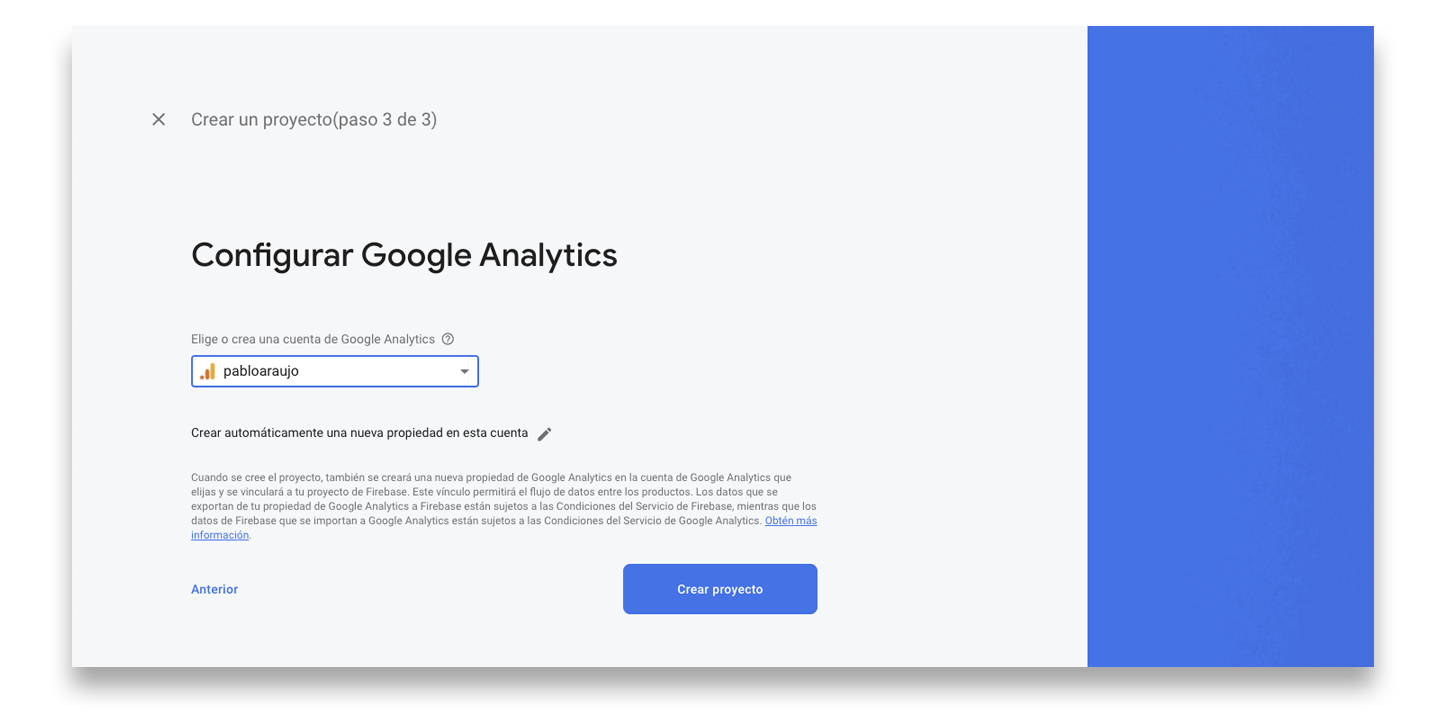 Crear un proyecto(paso 3 de 3)
Configurar Google Analytics
Elige o crea una cuenta de Google Analytics
pabloaraujo
Crear automáticamente una nueva propiedad en esta cuenta
Cuando se cree el proyecto, también se creará una nueva propiedad de Google Analytics en la cuenta de Google Analytics que
elijas y se vinculará a tu proyecto de Firebase. Este vínculo permitirá el flujo de datos entre los productos. Los datos que se
exportan de tu propiedad de Google Analytics a Firebase están sujetos a las Condiciones del Servicio de Firebase, mientras que los
datos de Firebase que se importan a Google Analytics están sujetos a las Condiciones del Servicio de Google Analytics. Obtén más
información.
Anterior
Crear proyecto